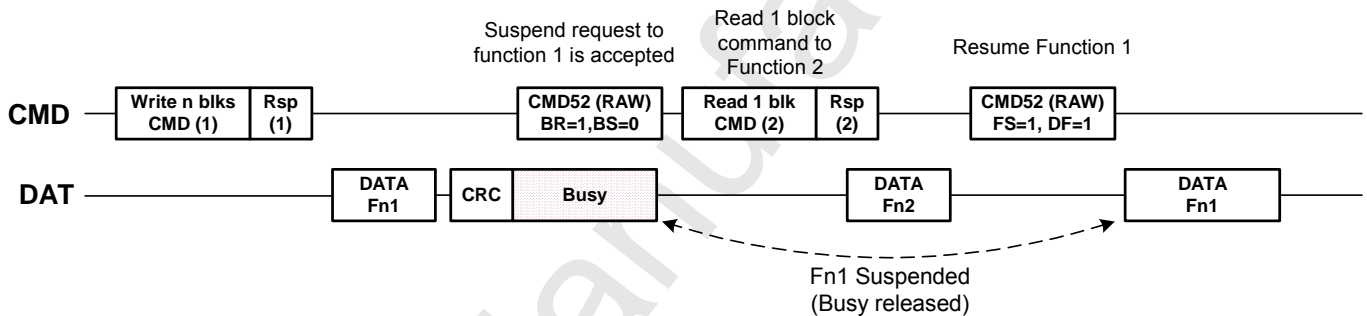 Suspend request to
function 1 is accepted
Read 1 block
command to
Function 2
Resume Function 1
CMD
Write n blks
CMD (1)
Rsp
(1)
CMD52 (RAW)
BR=1,BS=0
Read 1 blk
CMD (2)
Rsp
(2)
CMD52 (RAW)
FS=1, DF=1
DAT
DATA
Fn1
CRC
Busy
DATA
Fn2
DATA
Fn1
Fn1 Suspended
(Busy released)